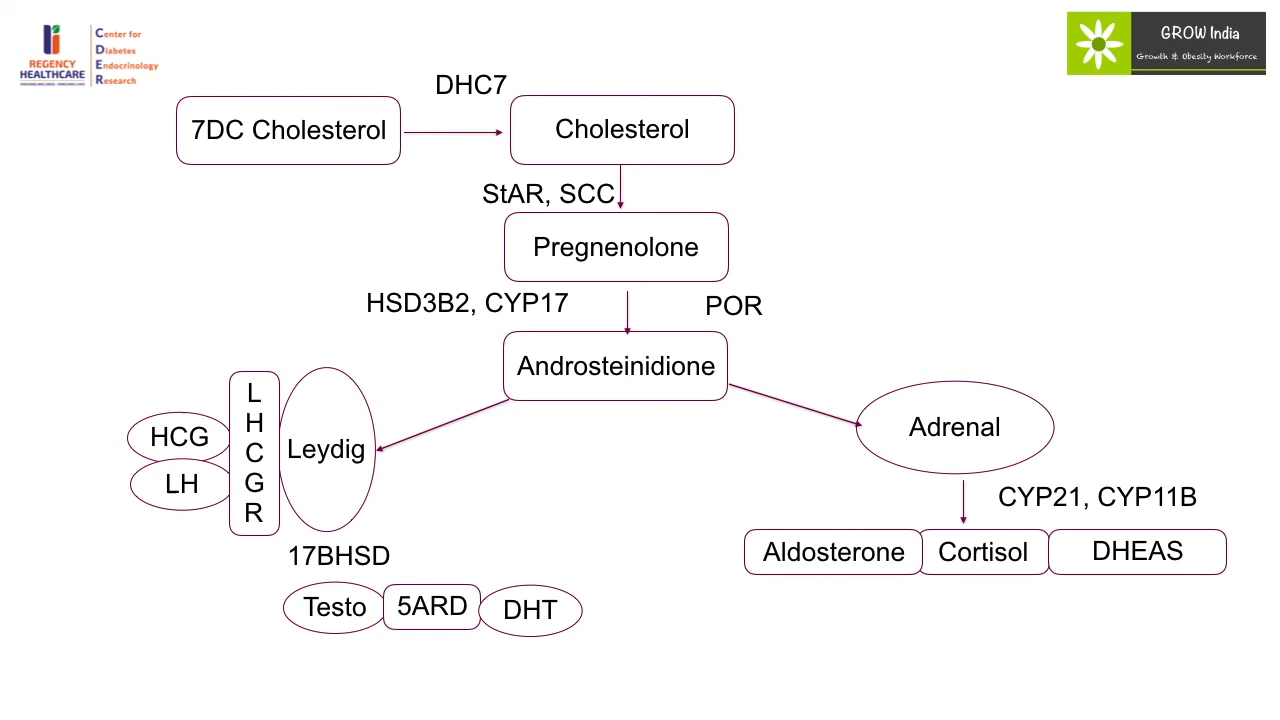 REGENCY
HEALTHCARE
Center for
Diabetes
Endocrinology
Research
GROW India
Growth & Obesity Workforce
DHC7
7DC Cholesterol
Cholesterol
StAR, SCC
Pregnenolone
HSD3B2, CYP17
POR
Androsteinidione
L
H
C
G
R
HCG
LH
Leydig
Adrenal
CYP21, CYP11B
Aldosterone
Cortisol
DHEAS
17BHSD
Testo
5ARD
DHT